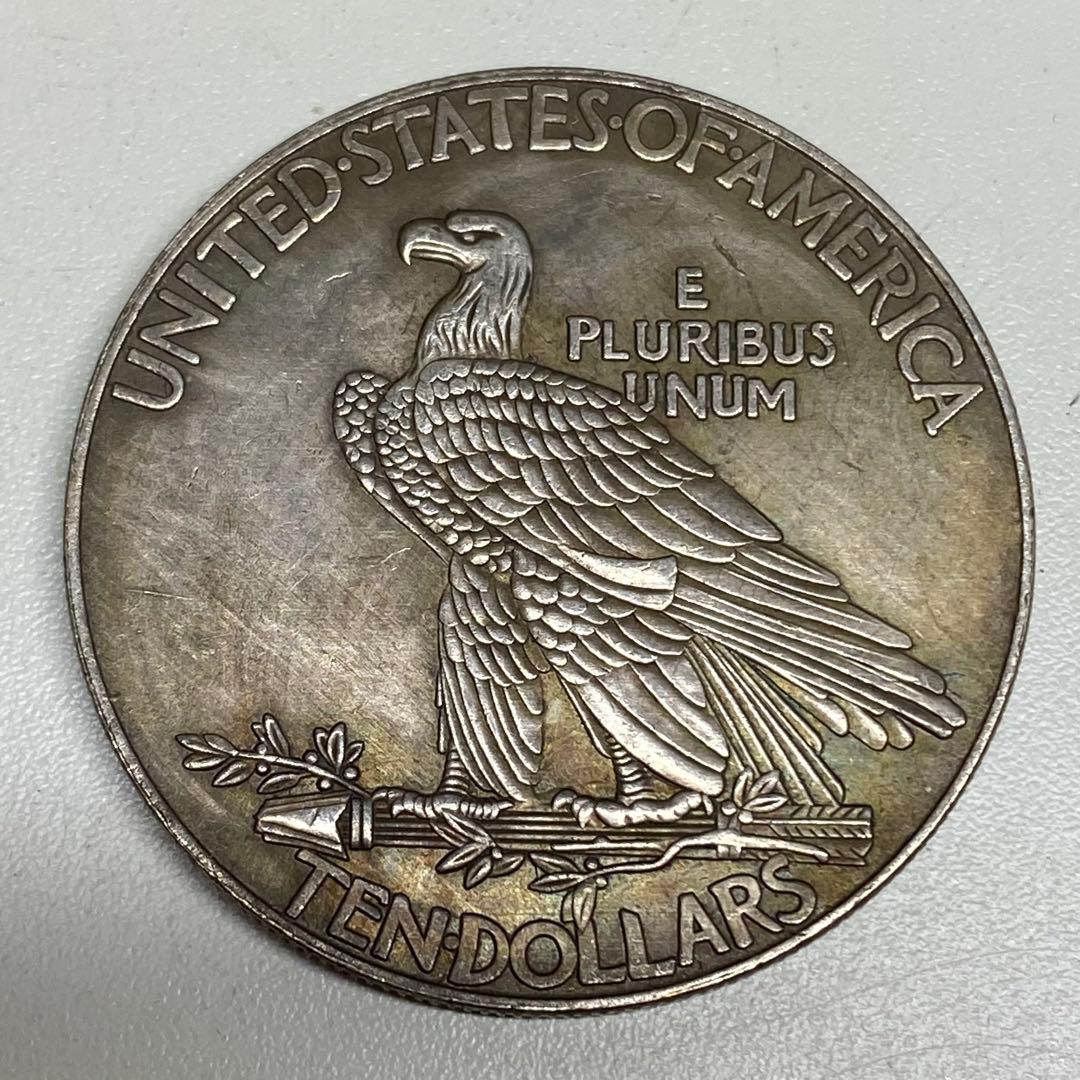 UNITED·STATES·OF·AMERICA
E
PLURIBUS
UNUM
TEN·DOLLARS